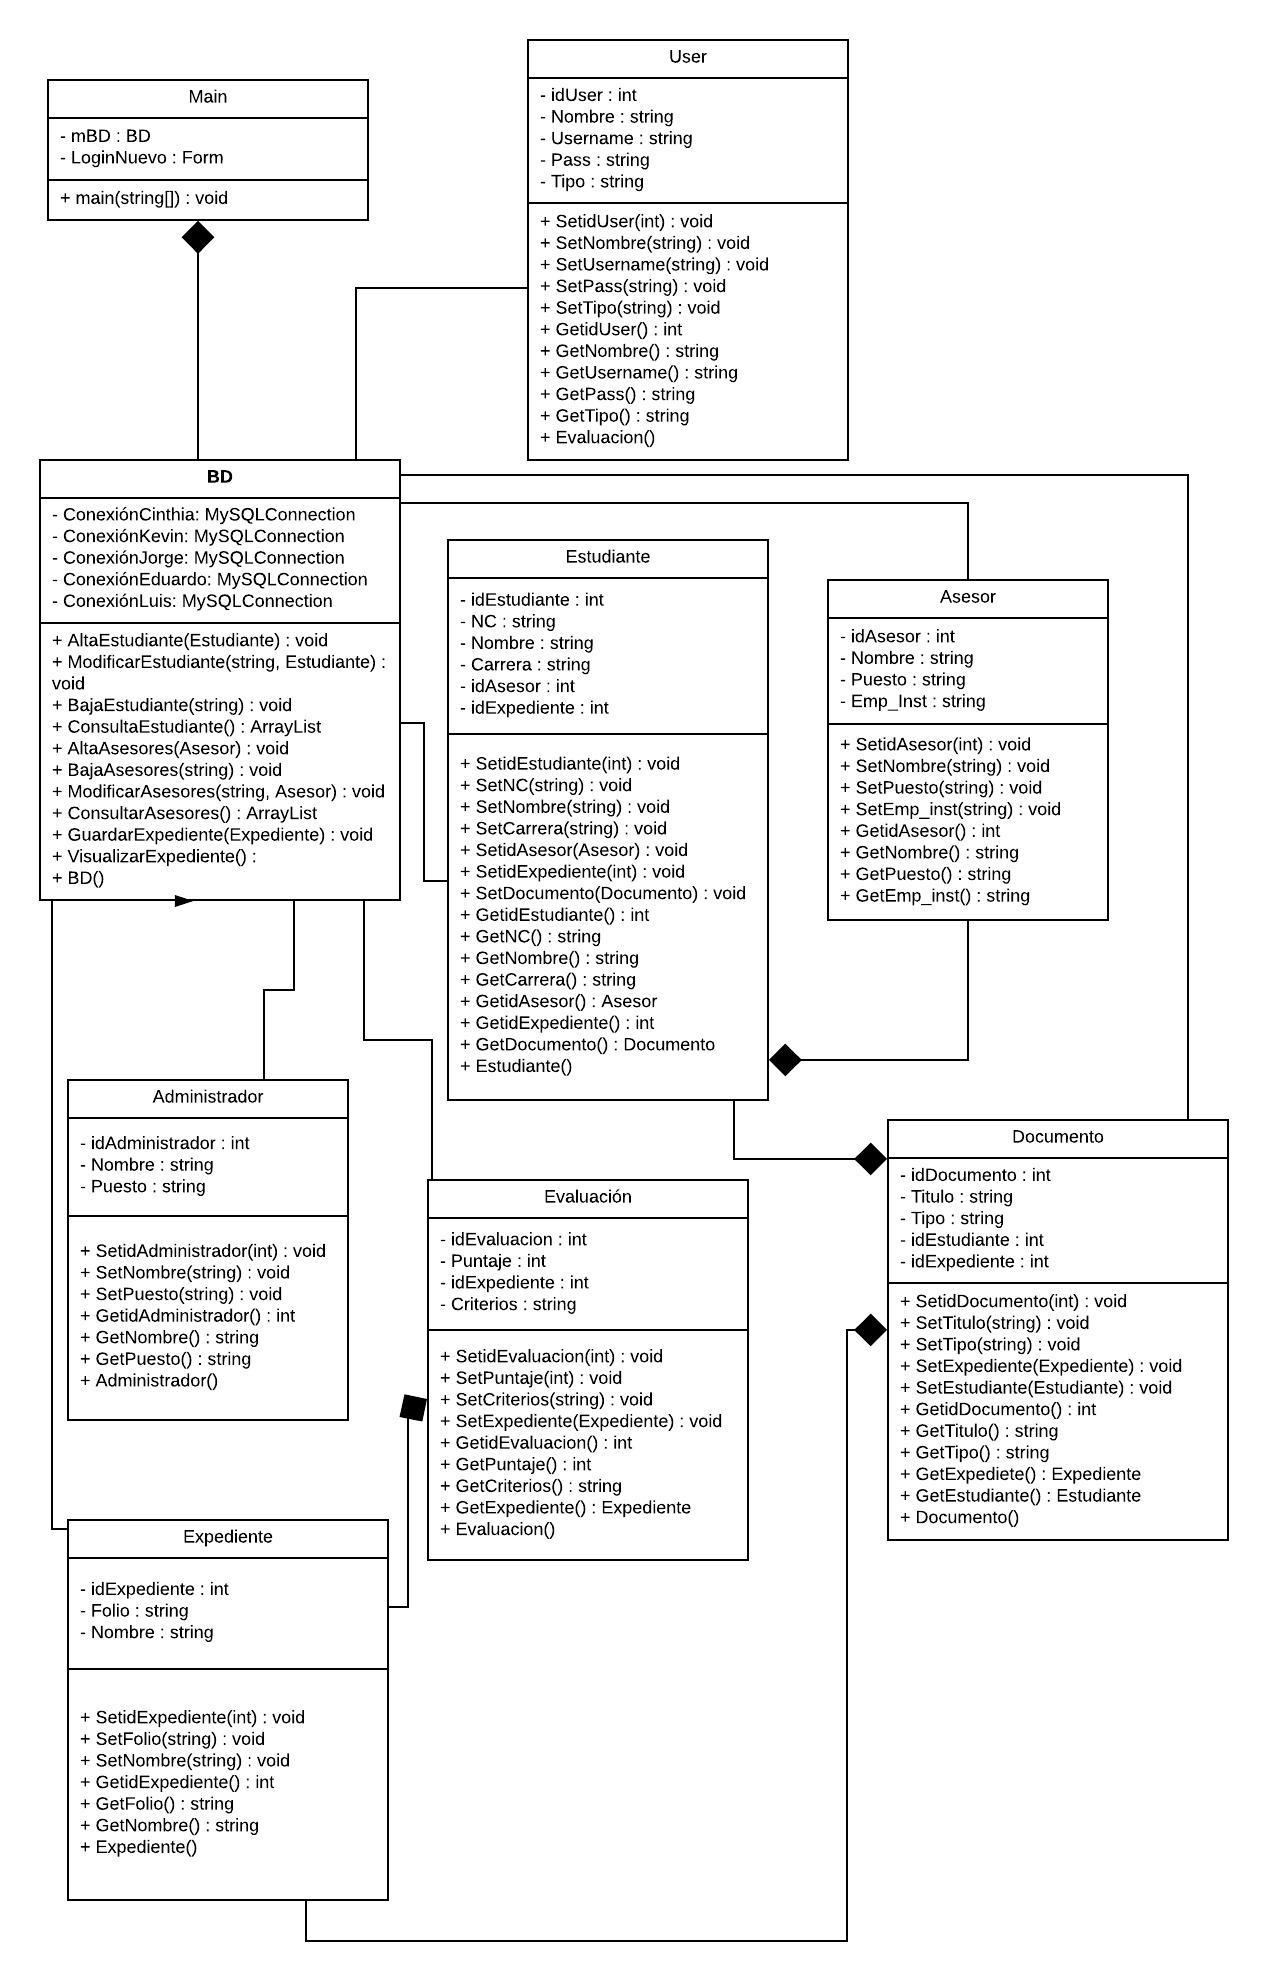 Main
- mBD : BD
- LoginNuevo : Form
+ main(string[]) : void
User
- idUser : int
- Nombre : string
- Username : string
- Pass : string
- Tipo : string
+ SetidUser(int) : void
+ SetNombre(string) : void
+ SetUsername(string) : void
+ SetPass(string) : void
+ SetTipo(string) : void
+ GetidUser() : int
+ GetNombre() : string
+ GetUsername() : string
+ GetPass() : string
+ GetTipo() : string
+ Evaluacion()
BD
- ConexiónCinthia: MySQLConnection
- ConexiónKevin: MySQLConnection
- ConexiónJorge: MySQLConnection
- ConexiónEduardo: MySQLConnection
- ConexiónLuis: MySQLConnection
+ AltaEstudiante(Estudiante) : void
+ ModificarEstudiante(string, Estudiante) :
void
+ BajaEstudiante(string) : void
+ ConsultaEstudiante() : ArrayList
+ AltaAsesores(Asesor) : void
+ BajaAsesores(string) : void
+ ModificarAsesores(string, Asesor) : void
+ ConsultarAsesores() : ArrayList
+ GuardarExpediente(Expediente) : void
+ VisualizarExpediente() :
+ BD()
Estudiante
- idEstudiante : int
- NC : string
- Nombre : string
- Carrera : string
- idAsesor : int
- idExpediente : int
+ SetidEstudiante(int) : void
+ SetNC(string) : void
+ SetNombre(string) : void
+ SetCarrera(string) : void
+ SetidAsesor(Asesor) : void
+ SetidExpediente(int) : void
+ SetDocumento(Documento) : void
+ GetidEstudiante() : int
+ GetNC() : string
+ GetNombre() : string
+ GetCarrera() : string
+ GetidAsesor() : Asesor
+ GetidExpediente() : int
+ GetDocumento() : Documento
+ Estudiante()
Asesor
- idAsesor : int
- Nombre : string
- Puesto : string
- Emp_Inst : string
+ SetidAsesor(int) : void
+ SetNombre(string) : void
+ SetPuesto(string) : void
+ SetEmp_inst(string) : void
+ GetidAsesor() : int
+ GetNombre() : string
+ GetPuesto() : string
+ GetEmp_inst() : string
Administrador
- idAdministrador : int
- Nombre : string
- Puesto : string
+ SetidAdministrador(int) : void
+ SetNombre(string) : void
+ SetPuesto(string) : void
+ GetidAdministrador() : int
+ GetNombre() : string
+ GetPuesto() : string
+ Administrador()
Evaluación
- idEvaluacion : int
- Puntaje : int
- idExpediente : int
- Criterios : string
+ SetidEvaluacion(int) : void
+ SetPuntaje(int) : void
+ SetCriterios(string) : void
+ SetExpediente(Expediente) : void
+ GetidEvaluacion() : int
+ GetPuntaje() : int
+ GetCriterios() : string
+ GetExpediente() : Expediente
+ Evaluacion()
Documento
- idDocumento : int
- Titulo : string
- Tipo : string
- idEstudiante : int
- idExpediente : int
+ SetidDocumento(int) : void
+ SetTitulo(string) : void
+ SetTipo(string) : void
+ SetExpediente(Expediente) : void
+ SetEstudiante(Estudiante) : void
+ GetidDocumento() : int
+ GetTitulo() : string
+ GetTipo() : string
+ GetExpediete() : Expediente
+ GetEstudiante() : Estudiante
+ Documento()
Expediente
- idExpediente : int
- Folio : string
- Nombre : string
+ SetidExpediente(int) : void
+ SetFolio(string) : void
+ SetNombre(string) : void
+ GetidExpediente() : int
+ GetFolio() : string
+ GetNombre() : string
+ Expediente()